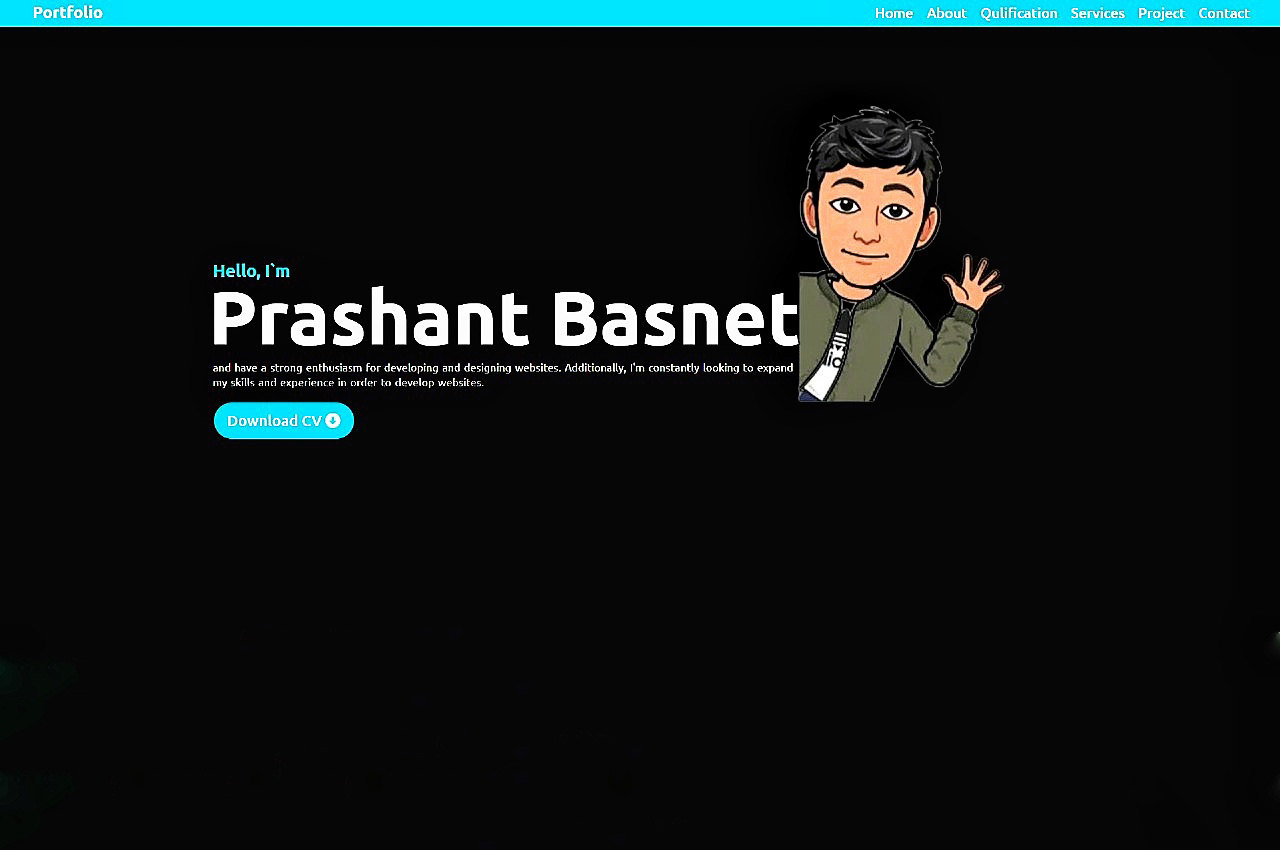 Portfolio
Home About Qulification Services Project Contact
Hello, I`m
Prashant Basnet
and have a strong enthusiasm for developing and designing websites. Additionally, I'm constantly looking to expand
my skills and experience in order to develop websites.
Download CV